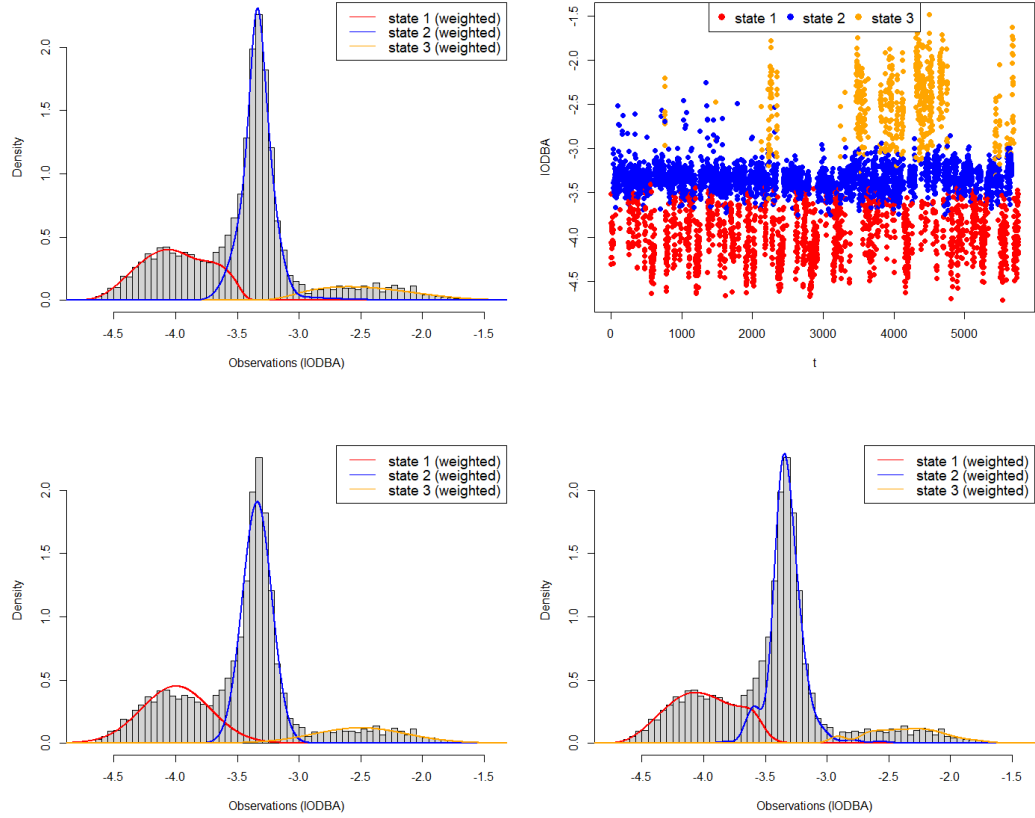 state 1 (weighted)
state 2 (weighted)
state 3 (weighted)
Density
2.0
1.5
1.0
0.5
0.0
-4.5 -4.0 -3.5 -3.0 -2.5 -2.0 -1.5
Observations (lODBA)
state 1 state 2 state 3
lODBA
-1.5
-2.0
-2.5
-3.0
-3.5
-4.0
-4.5
0 1000 2000 3000 4000 5000
t
state 1 (weighted)
state 2 (weighted)
state 3 (weighted)
Density
2.0
1.5
1.0
0.5
0.0
-4.5 -4.0 -3.5 -3.0 -2.5 -2.0 -1.5
Observations (lODBA)
state 1 (weighted)
state 2 (weighted)
state 3 (weighted)
Density
2.0
1.5
1.0
0.5
0.0
-4.5 -4.0 -3.5 -3.0 -2.5 -2.0 -1.5
Observations (lODBA)